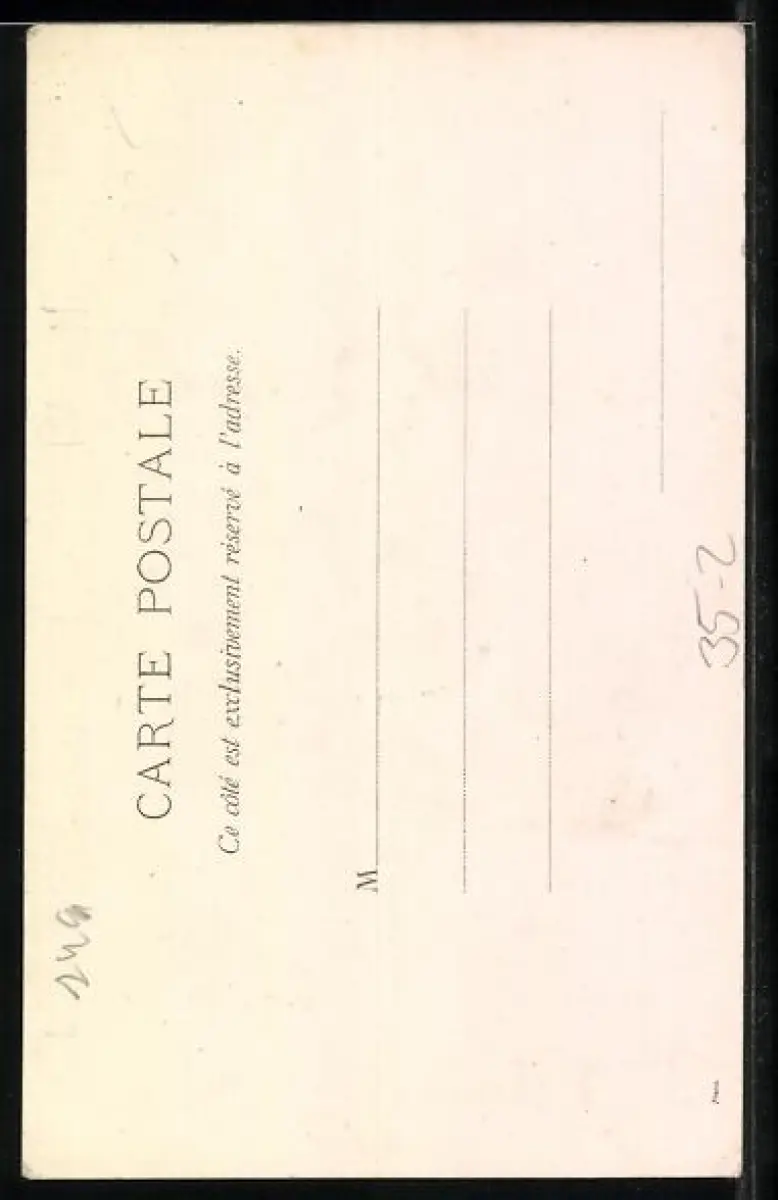 249
CARTE POSTALE
Ce côté est exclusivement réservé à l'adresse.
M
35-2